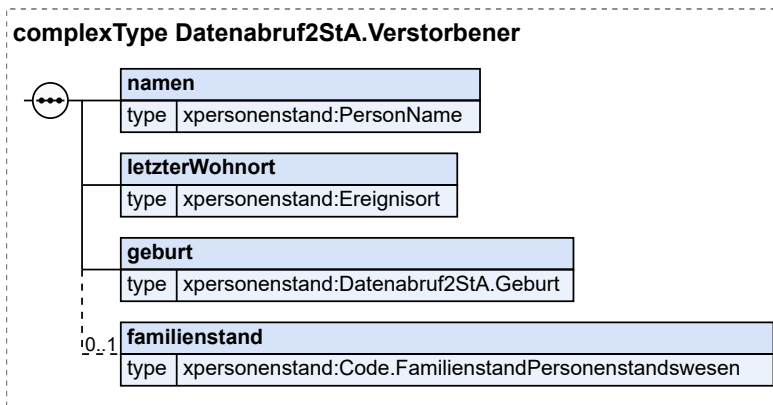 complexType Datenabruf2StA.Verstorbener
namen
type xpersonenstand:PersonName
letzterWohnort
type xpersonenstand:Ereignisort
geburt
type xpersonenstand:Datenabruf2StA.Geburt
0..1 familienstand
type xpersonenstand:Code.FamilienstandPersonenstandswesen